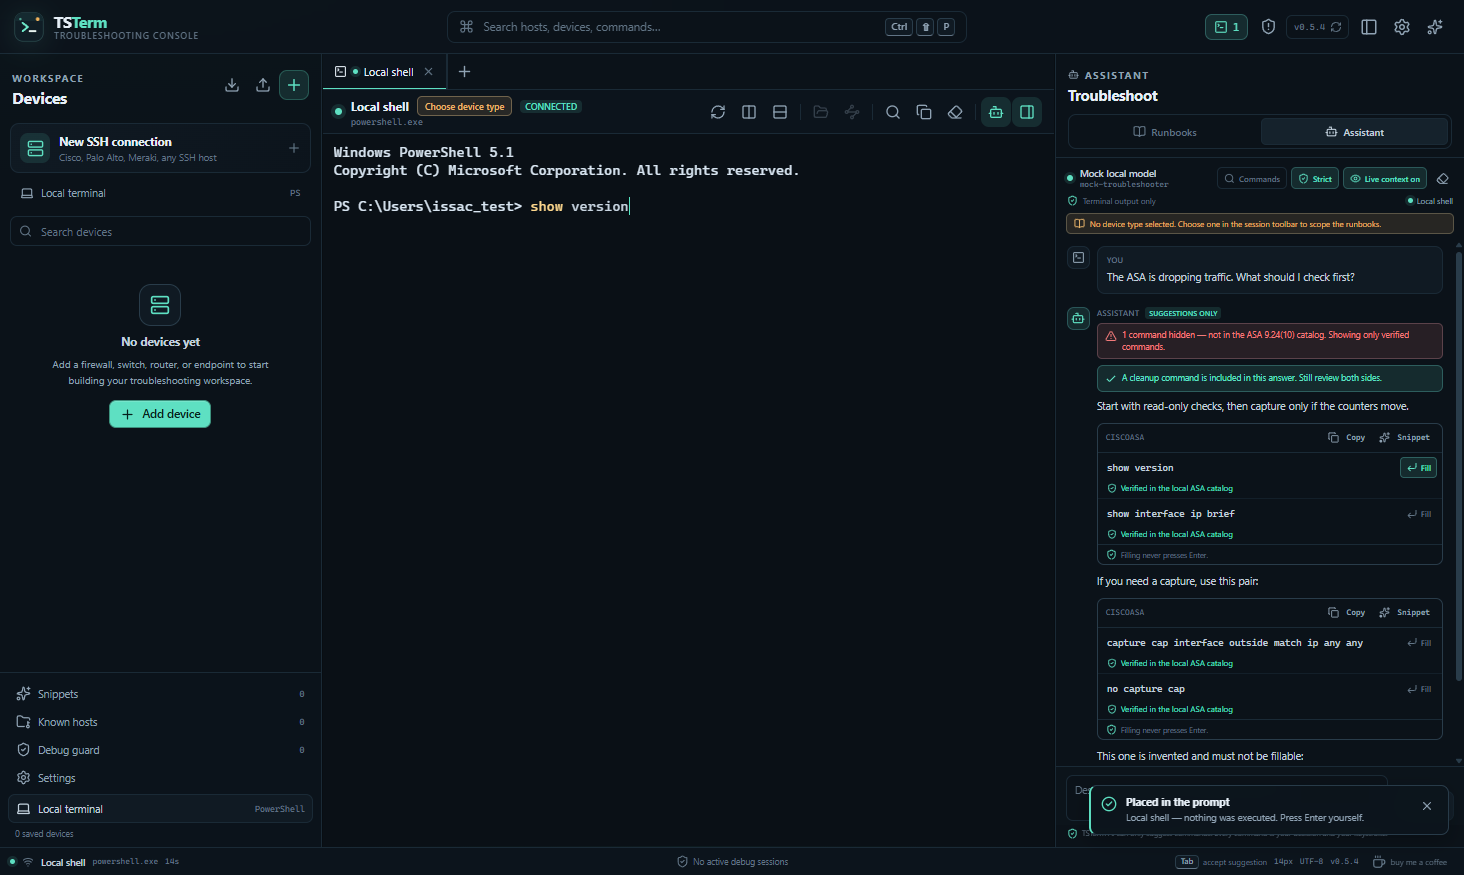 TSTerm
TROUBLESHOOTING CONSOLE
Search hosts, devices, commands...
Ctrl
P
1
v0.5.4
WORKSPACE
Devices
New SSH connection
Cisco, Palo Alto, Meraki, any SSH host
Local terminal
PS
Search devices
No devices yet
Add a firewall, switch, router, or endpoint to start
building your troubleshooting workspace.
Add device
Snippets
0
Known hosts
0
Debug guard
0
Settings
Local terminal
PowerShell
0 saved devices
Local shell
Local shell
Choose device type
CONNECTED
powershell.exe
Windows PowerShell 5.1
Copyright (C) Microsoft Corporation. All rights reserved.
PS C:\Users\issac_test> show version
ASSISTANT
Troubleshoot
Runbooks
Assistant
Mock local model
mock-troubleshooter
Commands
Strict
Live context on
Terminal output only
Local shell
No device type selected. Choose one in the session toolbar to scope the runbooks.
YOU
The ASA is dropping traffic. What should I check first?
ASSISTANT
SUGGESTIONS ONLY
1 command hidden — not in the ASA 9.24(10) catalog. Showing only verified
commands.
A cleanup command is included in this answer. Still review both sides.
Start with read-only checks, then capture only if the counters move.
CISCOASA
Copy
Snippet
show version
Fill
Verified in the local ASA catalog
show interface ip brief
Fill
Verified in the local ASA catalog
Filling never presses Enter.
If you need a capture, use this pair:
CISCOASA
Copy
Snippet
capture cap interface outside match ip any any
Fill
Verified in the local ASA catalog
no capture cap
Fill
Verified in the local ASA catalog
Filling never presses Enter.
This one is invented and must not be fillable:
Placed in the prompt
Local shell — nothing was executed. Press Enter yourself.
Local shell
powershell.exe
14s
No active debug sessions
Tab
accept suggestion
14px
UTF-8
v0.5.4
buy me a coffee